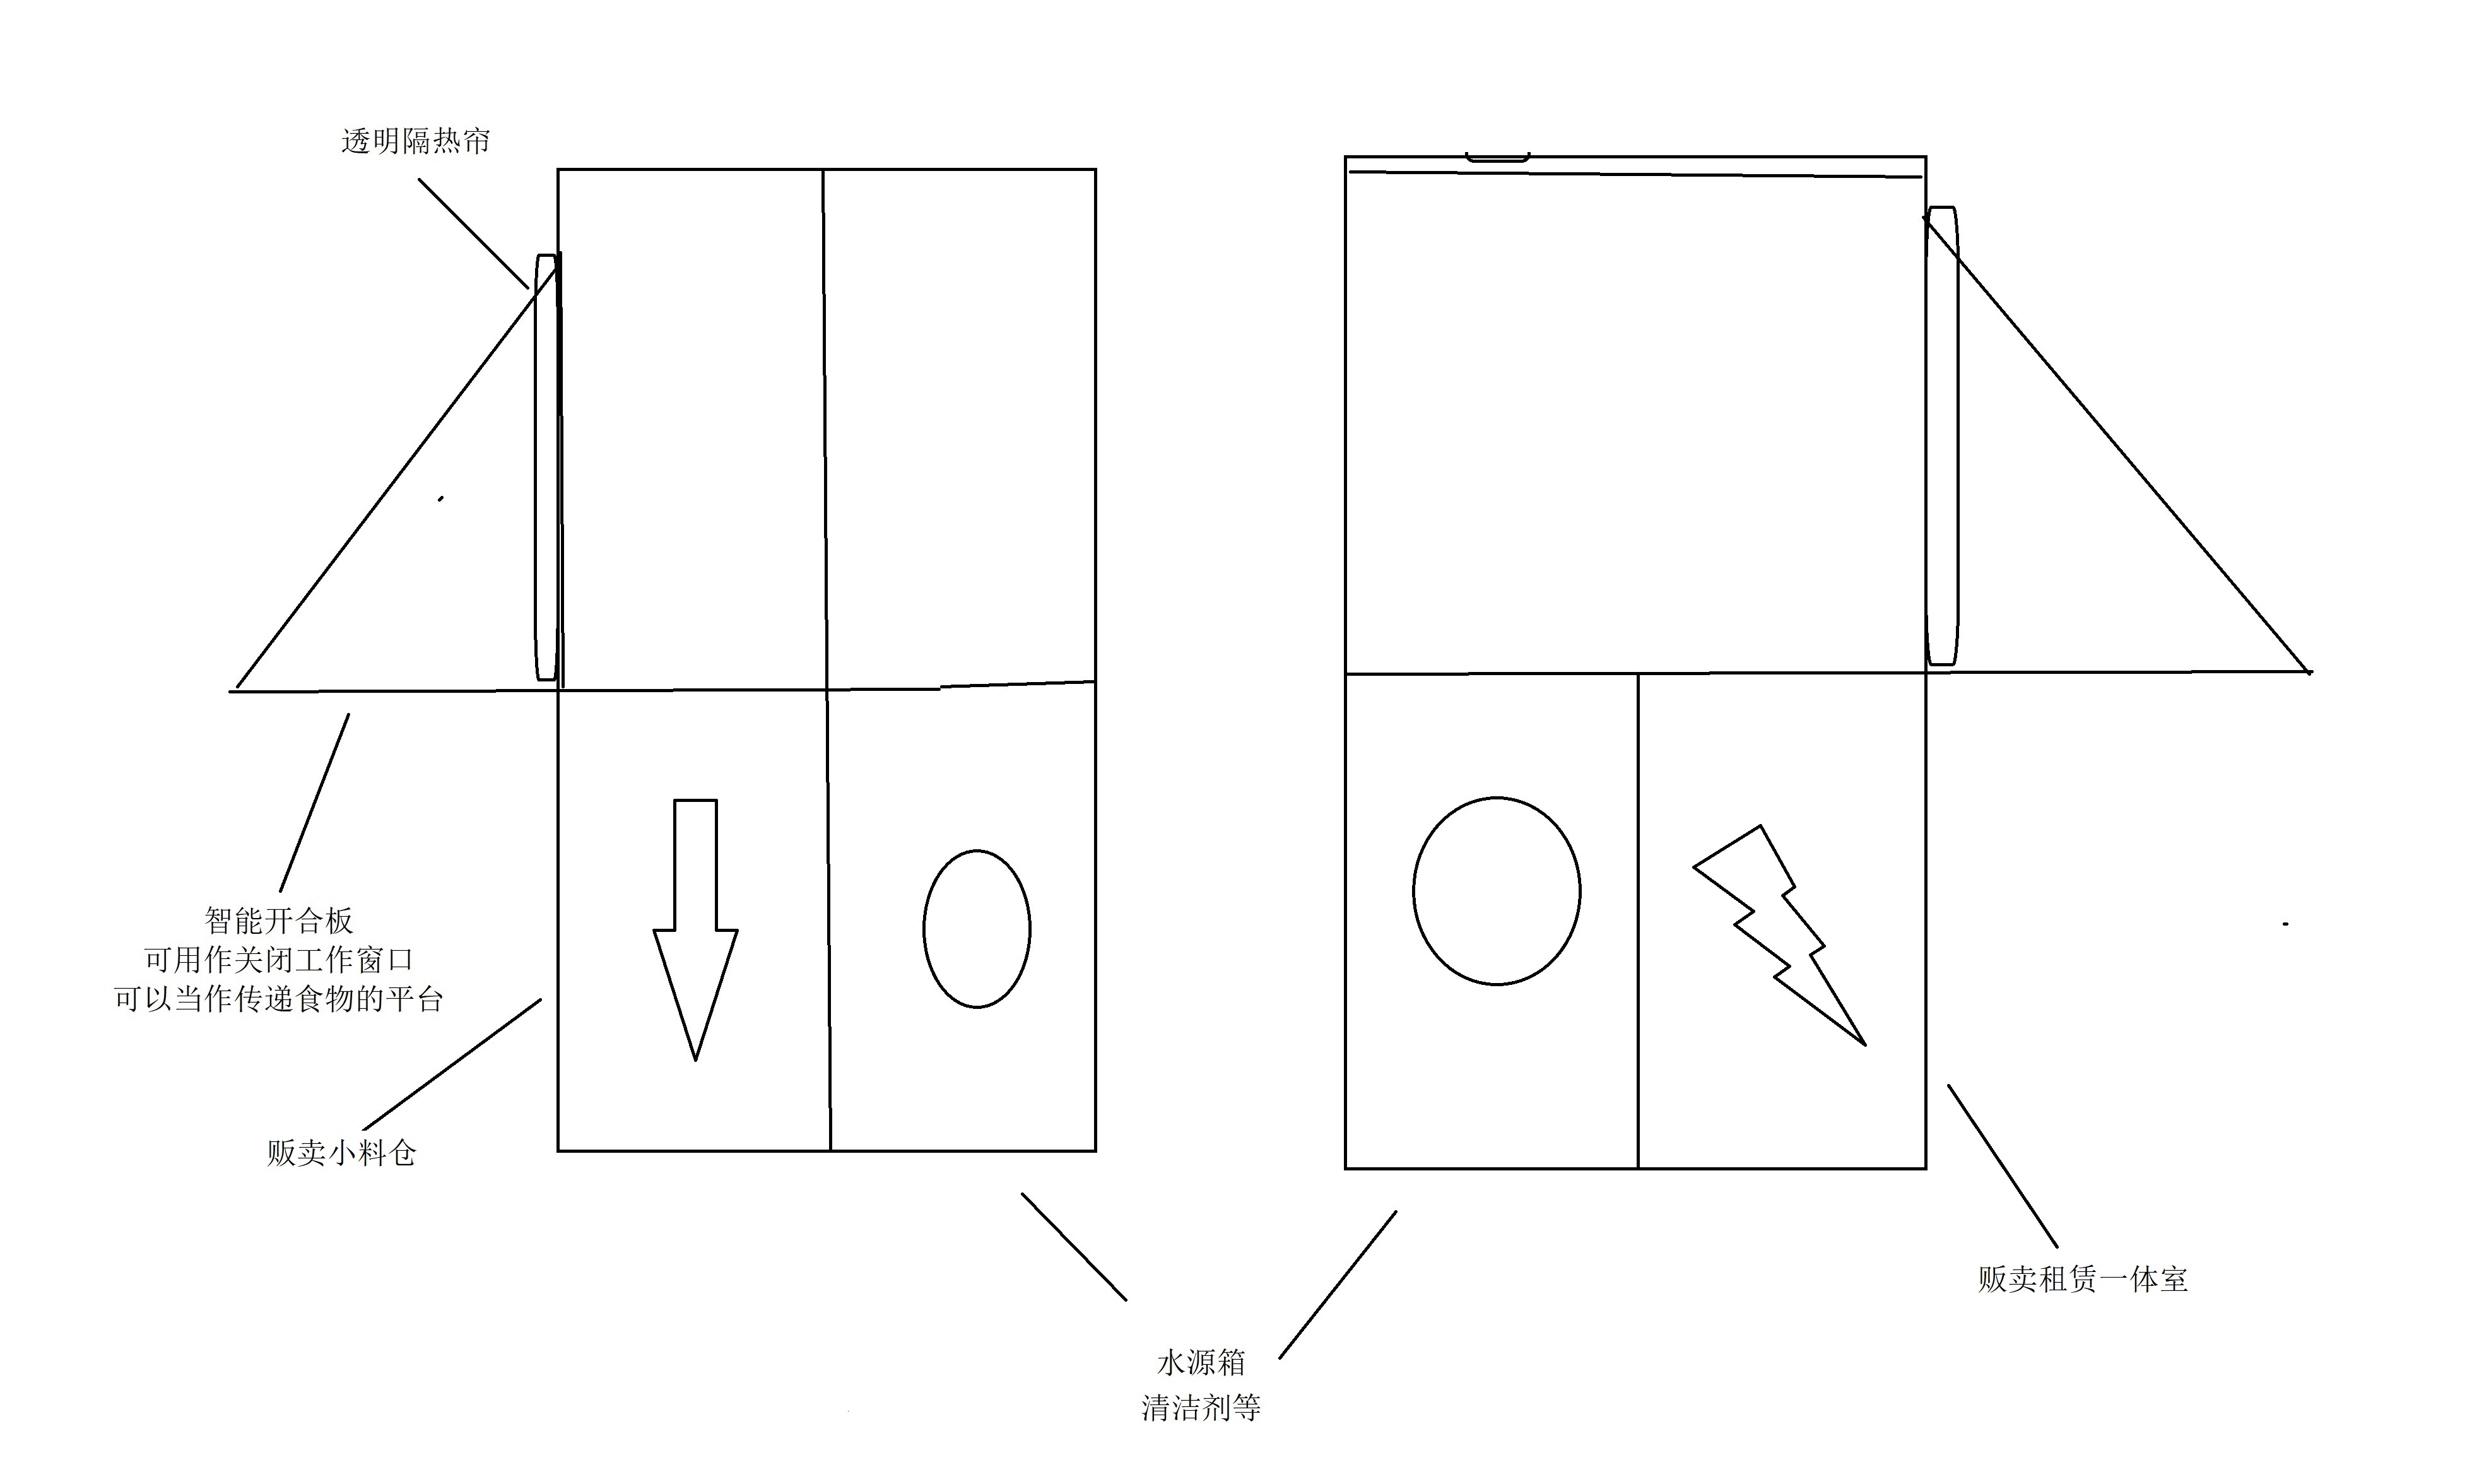 透明隔热帘
智能开合板
可用作关闭工作窗口
可以当作传递食物的平台
贩卖小料仓
贩卖租赁一体室
水源箱
清洁剂等